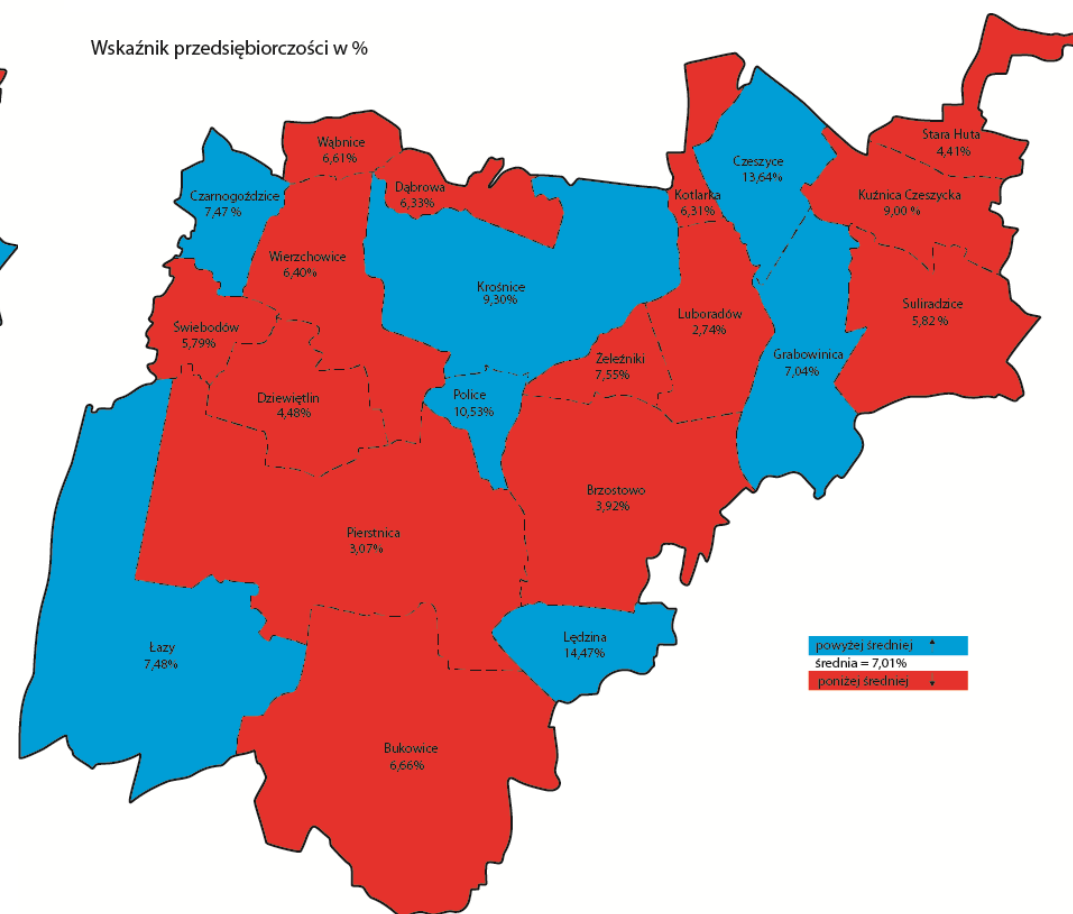 Wskaźnik przedsiębiorczości w %
Wąbnice
6,61%
Stara Huta
4,41%
Czeszyce
13,64%
Dąbrowa
6,33%
Czarnogoździce
7,47 %
Kotlarka
6,31%
Kuźnica Czeszycka
9,00 %
Wierzchowice
6,40%
Krośnice
9,30%
Suliradzice
5,82 %
Świebodów
5,79%
Luboradów
2,74%
Grabowinica
7,04%
Żeleźniki
7,55%
Dziewiętlin
4,48%
Police
10,53%
Brzostowo
3,92%
Pierstnica
3,07%
Lędzina
14,47%
Łazy
7,48%
powyżej średniej
średnia = 7,01%
poniżej średniej
Bukowice
6,66%